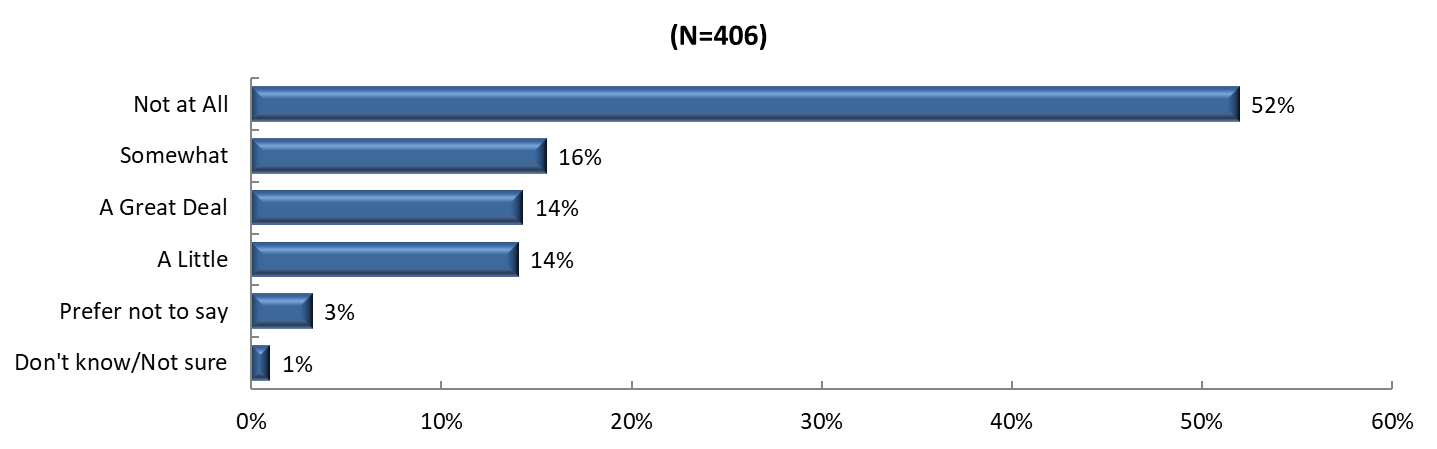 (N=406)
Not at All 52%
Somewhat 16%
A Great Deal 14%
A Little 14%
Prefer not to say 3%
Don't know/Not sure 1%
0% 10% 20% 30% 40% 50% 60%